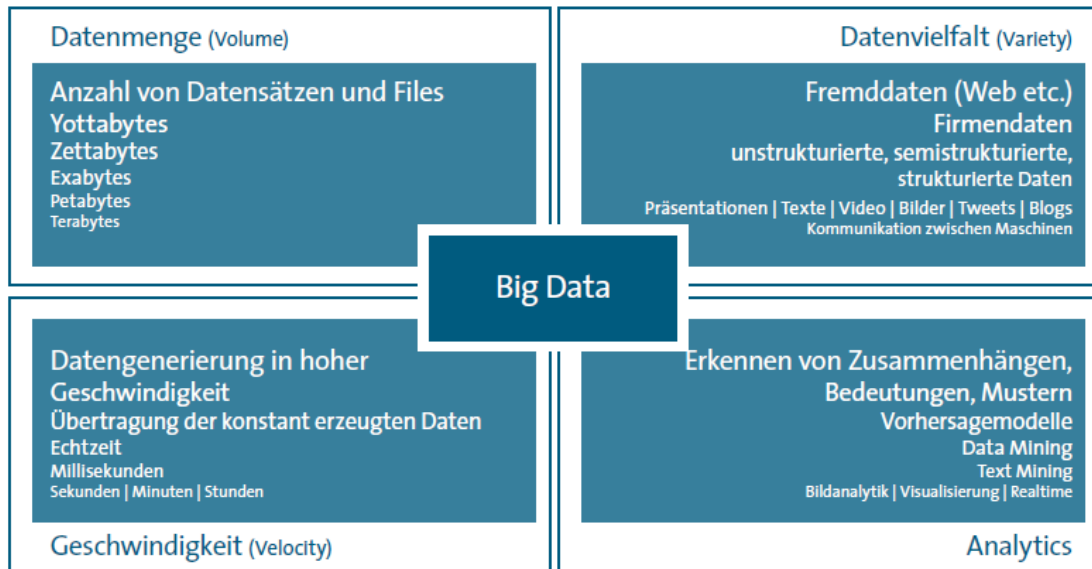 Datenmenge (Volume)
Anzahl von Datensätzen und Files
Yottabytes
Zettabytes
Exabytes
Petabytes
Terabytes
Datenvielfalt (Variety)
Fremddaten (Web etc.)
Firmendaten
unstrukturierte, semistrukturierte,
strukturierte Daten
Präsentationen | Texte | Video | Bilder | Tweets | Blogs
Kommunikation zwischen Maschinen
Big Data
Datengenerierung in hoher
Geschwindigkeit
Übertragung der konstant erzeugten Daten
Echtzeit
Millisekunden
Sekunden | Minuten | Stunden
Geschwindigkeit (Velocity)
Erkennen von Zusammenhängen,
Bedeutungen, Mustern
Vorhersagemodelle
Data Mining
Text Mining
Bildanalytik | Visualisierung | Realtime
Analytics